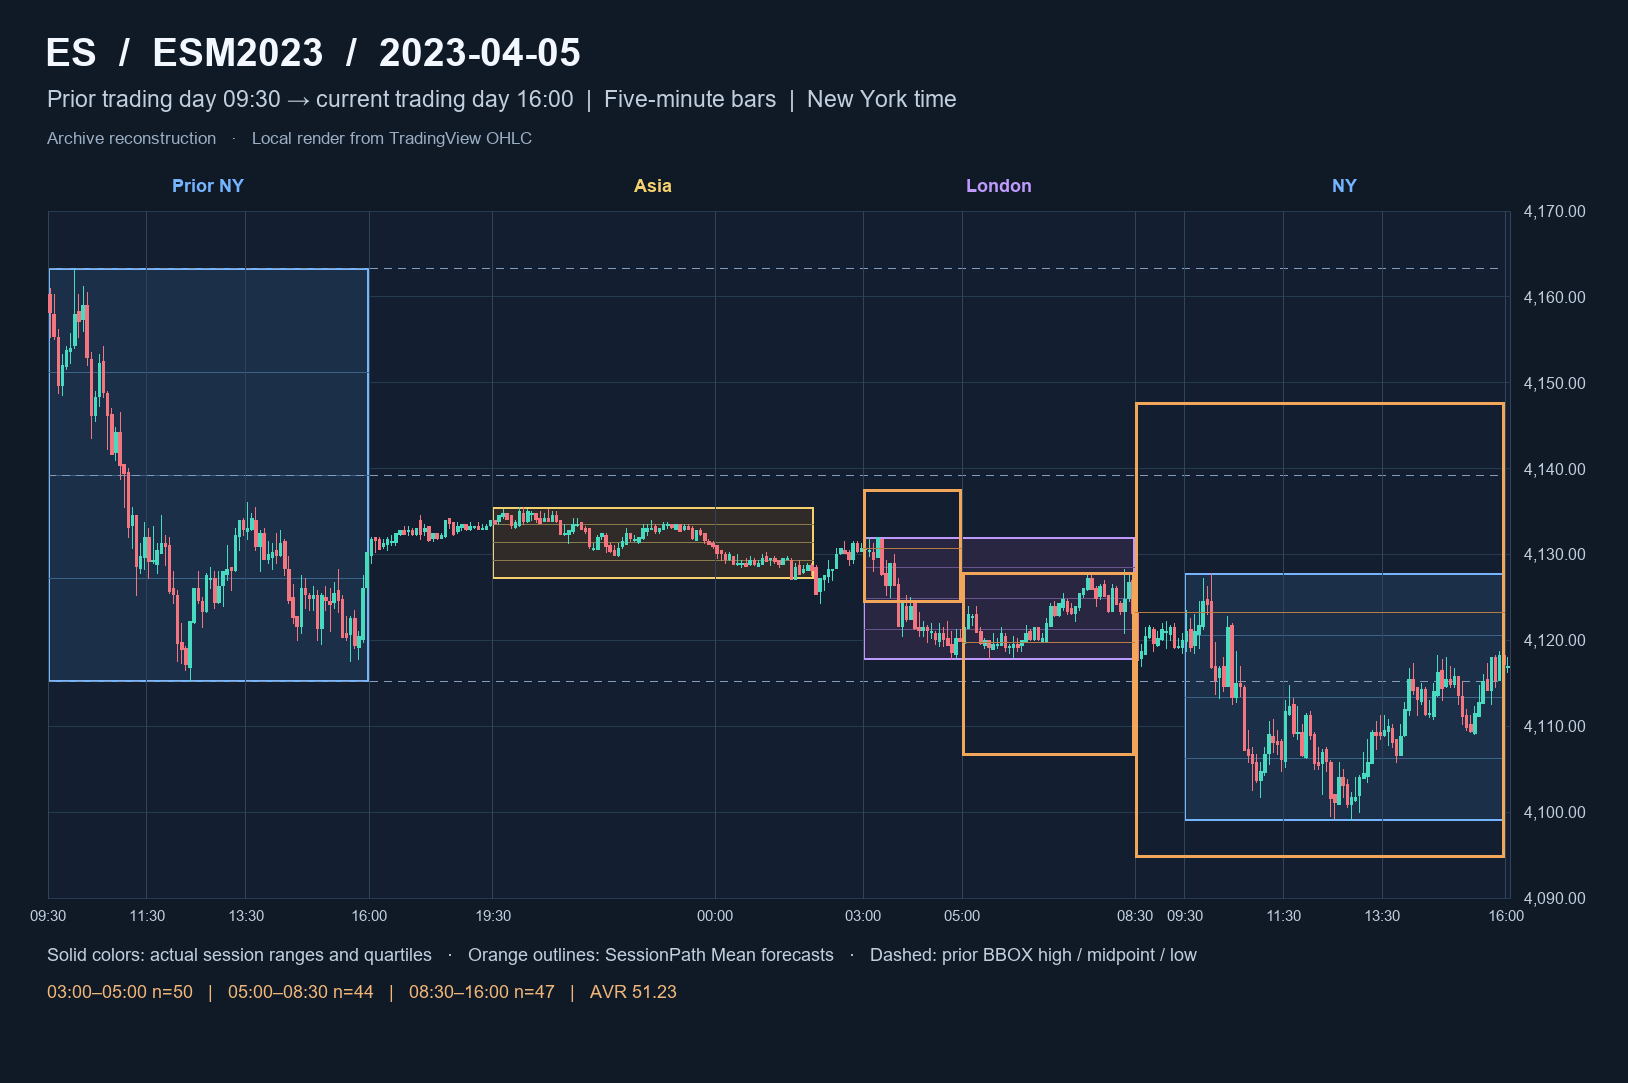 ES / ESM2023 / 2023-04-05
Prior trading day 09:30 → current trading day 16:00 | Five-minute bars | New York time
Archive reconstruction · Local render from TradingView OHLC
Prior NY Asia London NY
4,170.00
4,160.00
4,150.00
4,140.00
4,130.00
4,120.00
4,110.00
4,100.00
4,090.00
09:30 11:30 13:30 16:00 19:30 00:00 03:00 05:00 08:30 09:30 11:30 13:30 16:00
Solid colors: actual session ranges and quartiles · Orange outlines: SessionPath Mean forecasts · Dashed: prior BBOX high / midpoint / low
03:00–05:00 n=50 | 05:00–08:30 n=44 | 08:30–16:00 n=47 | AVR 51.23